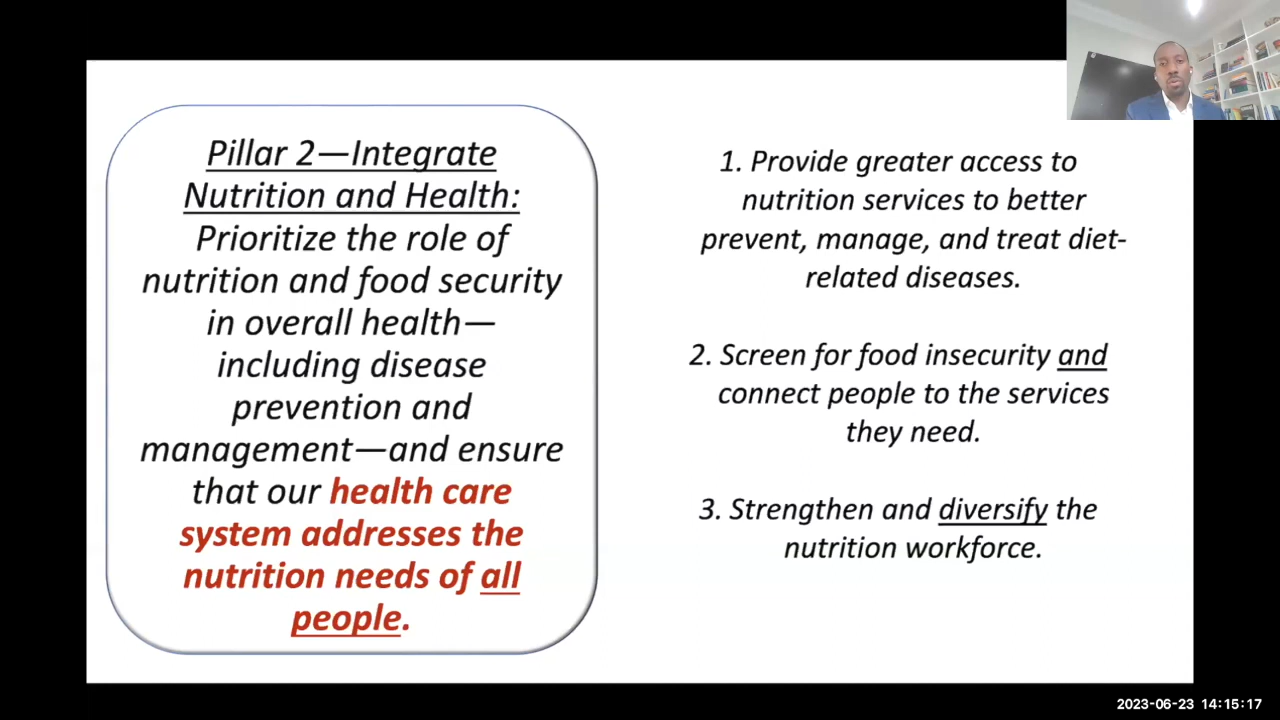 Pillar 2—Integrate
Nutrition and Health:
Prioritize the role of
nutrition and food security
in overall health—
including disease
prevention and
management—and ensure
that our health care
system addresses the
nutrition needs of all
people.
1. Provide greater access to
nutrition services to better
prevent, manage, and treat diet-
related diseases.
2. Screen for food insecurity and
connect people to the services
they need.
3. Strengthen and diversify the
nutrition workforce.
2023-06-23 14:15:17